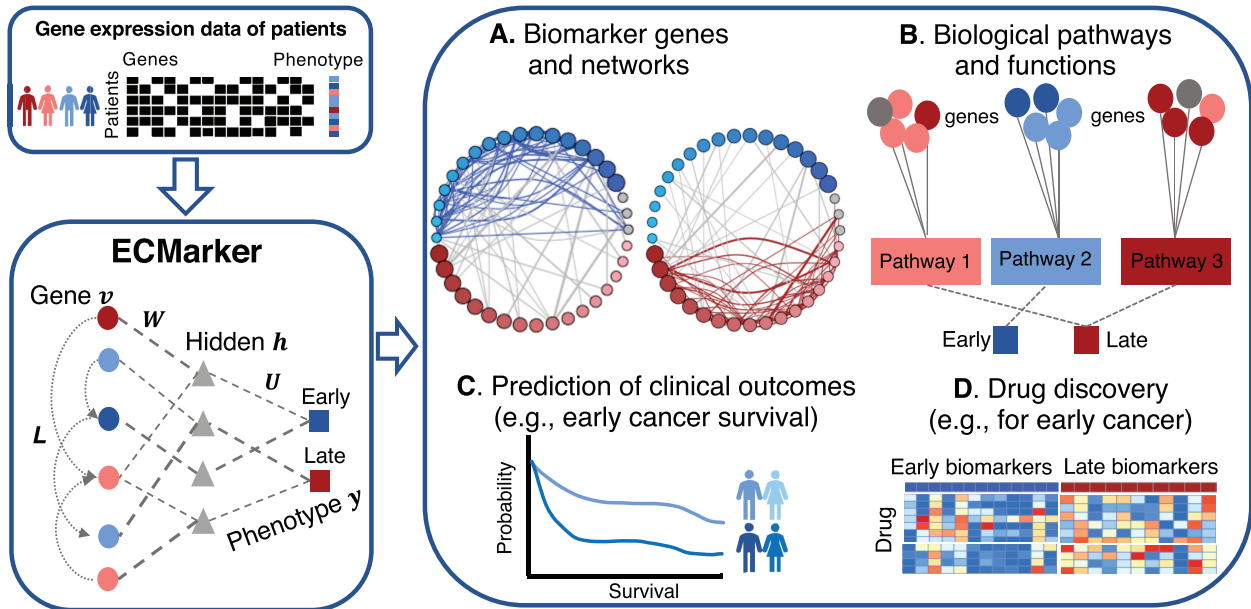 Gene expression data of patients
Genes
Phenotype
Patients
ECMarker
Gene v
W
Hidden h
U
Early
L
Late
Phenotype y
A. Biomarker genes
and networks
B. Biological pathways
and functions
genes
genes
Pathway 1
Pathway 2
Pathway 3
Early
Late
C. Prediction of clinical outcomes
(e.g., early cancer survival)
Probability
Survival
D. Drug discovery
(e.g., for early cancer)
Early biomarkers
Late biomarkers
Drug